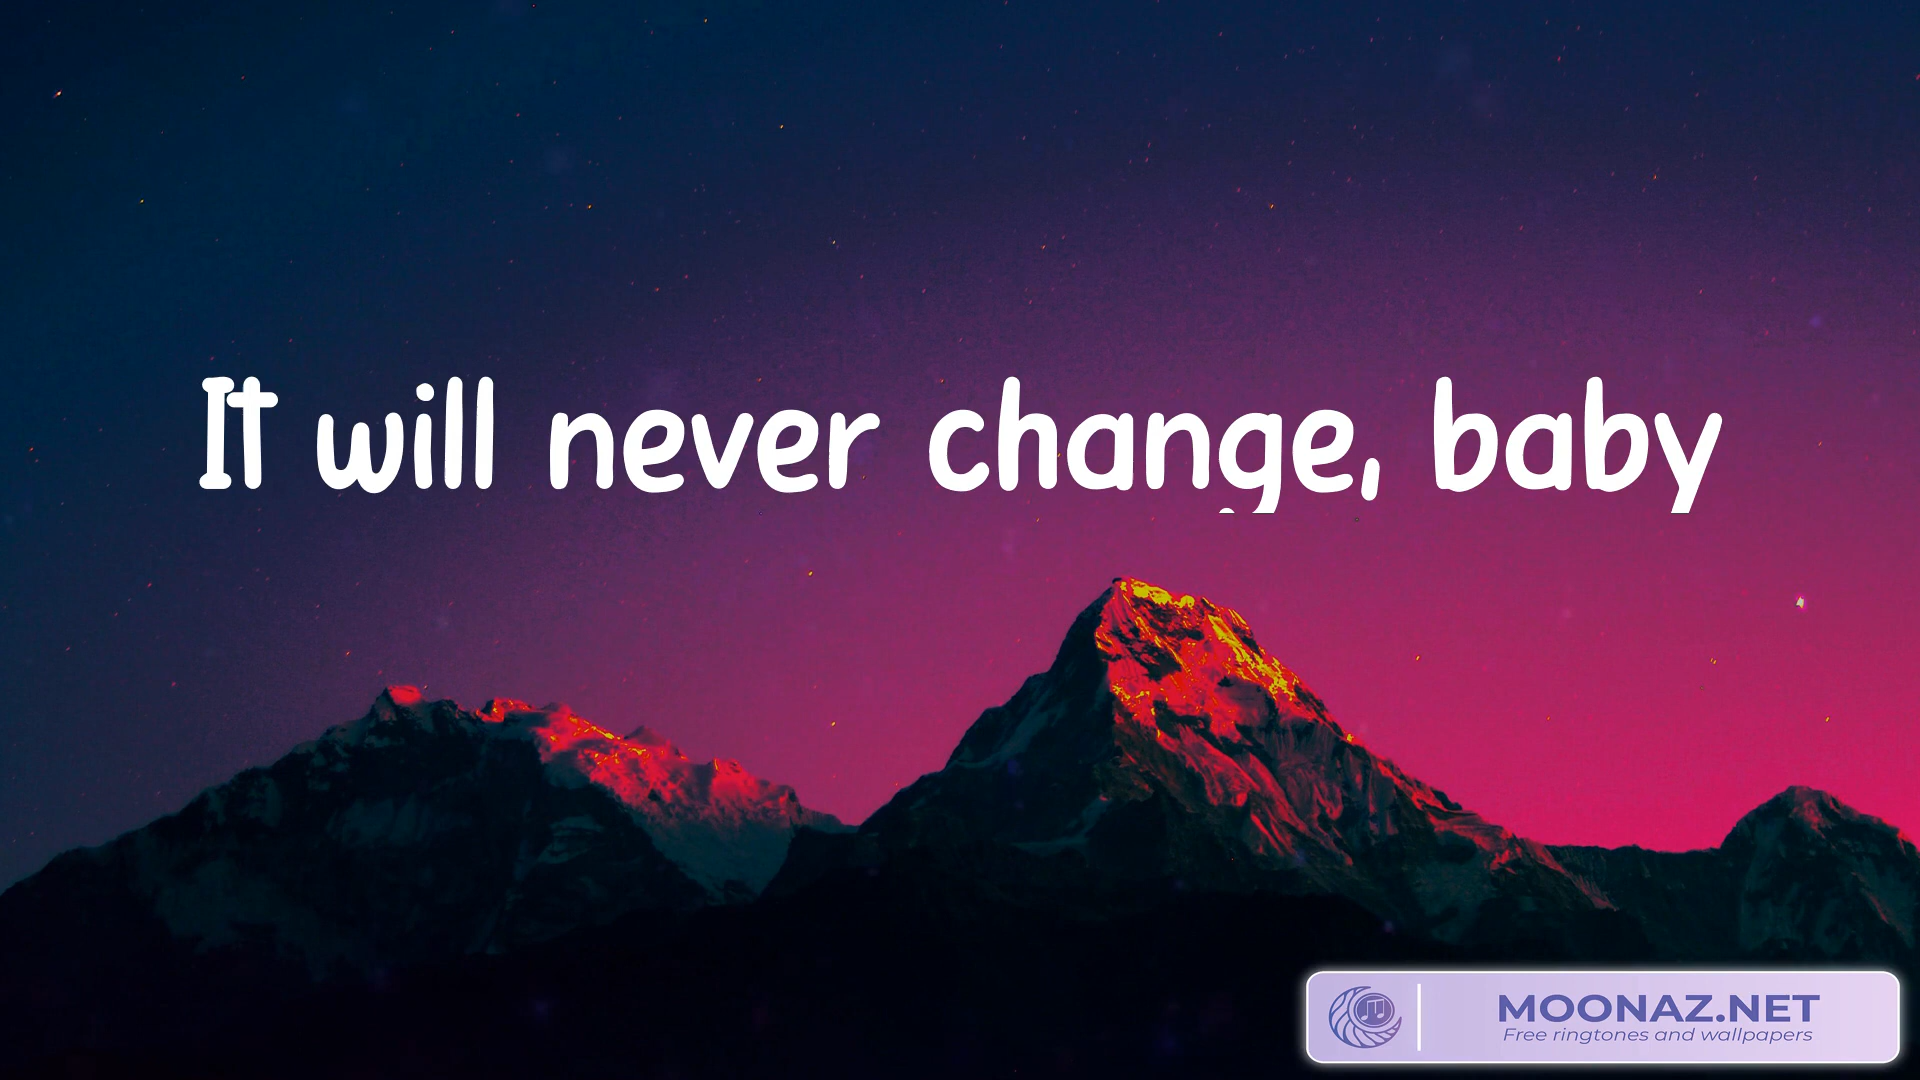 It will never change, baby
MOONAZ.NET
Free ringtones and wallpapers